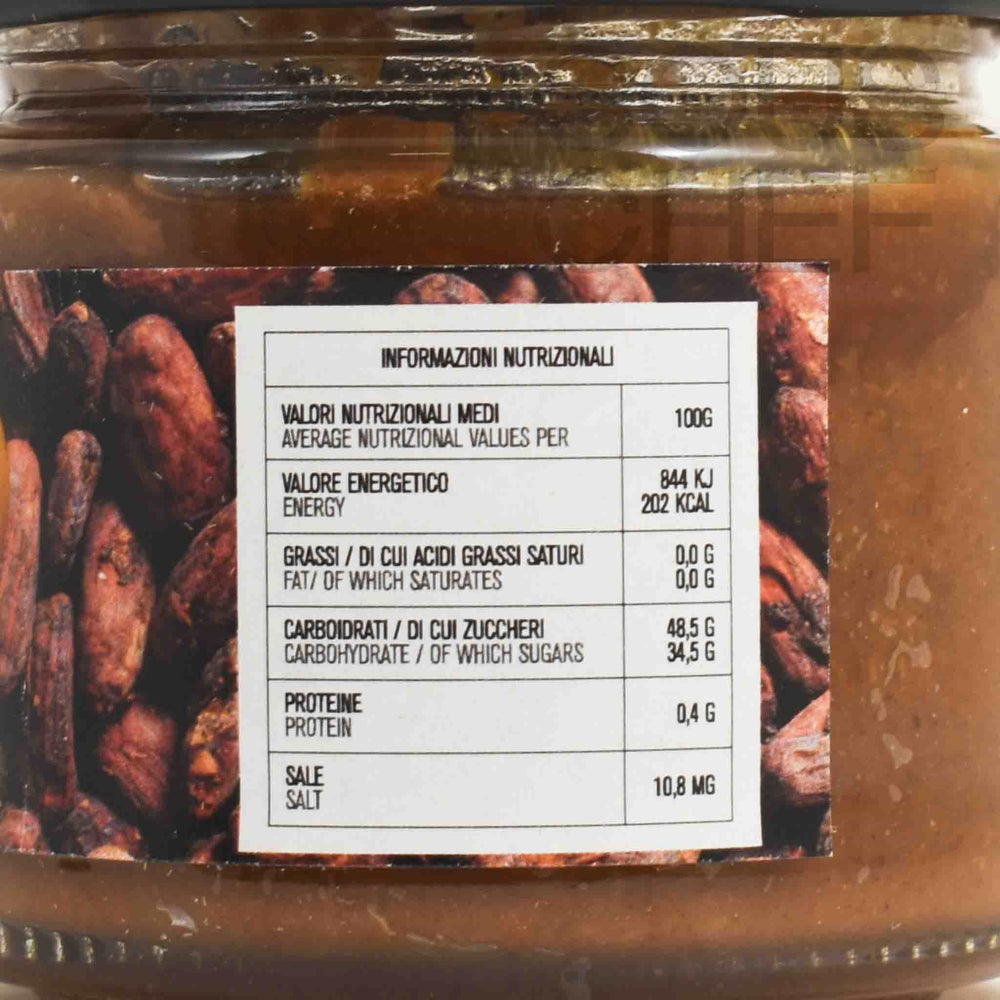 CHEF
INFORMAZIONI NUTRIZIONALI
VALORI NUTRIZIONALI MEDI
AVERAGE NUTRIZIONAL VALUES PER
100G
VALORE ENERGETICO
ENERGY
844 KJ
202 KCAL
GRASSI / DI CUI ACIDI GRASSI SATURI
FAT/ OF WHICH SATURATES
0,0 G
0,0 G
CARBOIDRATI / DI CUI ZUCCHERI
CARBOHYDRATE / OF WHICH SUGARS
48,5 G
34,5 G
PROTEINE
PROTEIN
0,4 G
SALE
SALT
10,8 MG